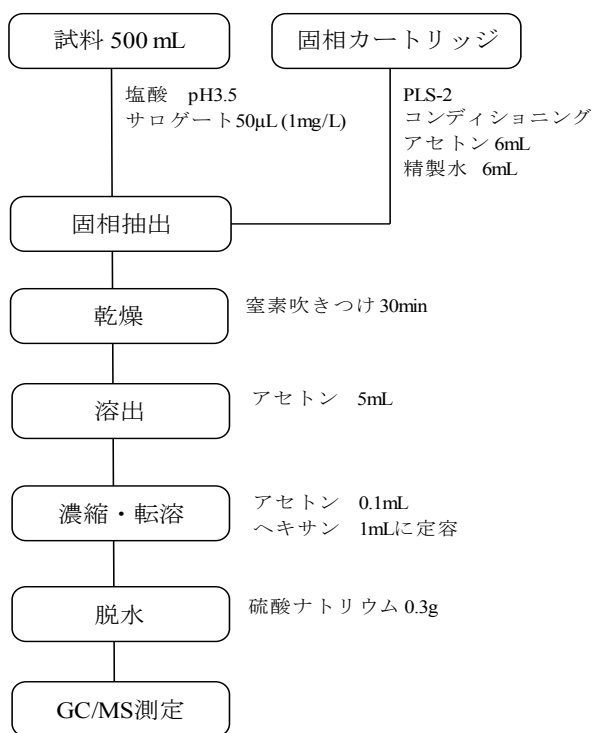 試料 500 mL
固相カートリッジ
塩酸 pH3.5
サロゲート50μL (1mg/L)
PLS-2
コンディショニング
アセトン 6mL
精製水 6mL
固相抽出
乾燥
窒素吹きつけ 30min
溶出
アセトン 5mL
濃縮・転溶
アセトン 0.1mL
ヘキサン 1mLに定容
脱水
硫酸ナトリウム 0.3g
GC/MS測定